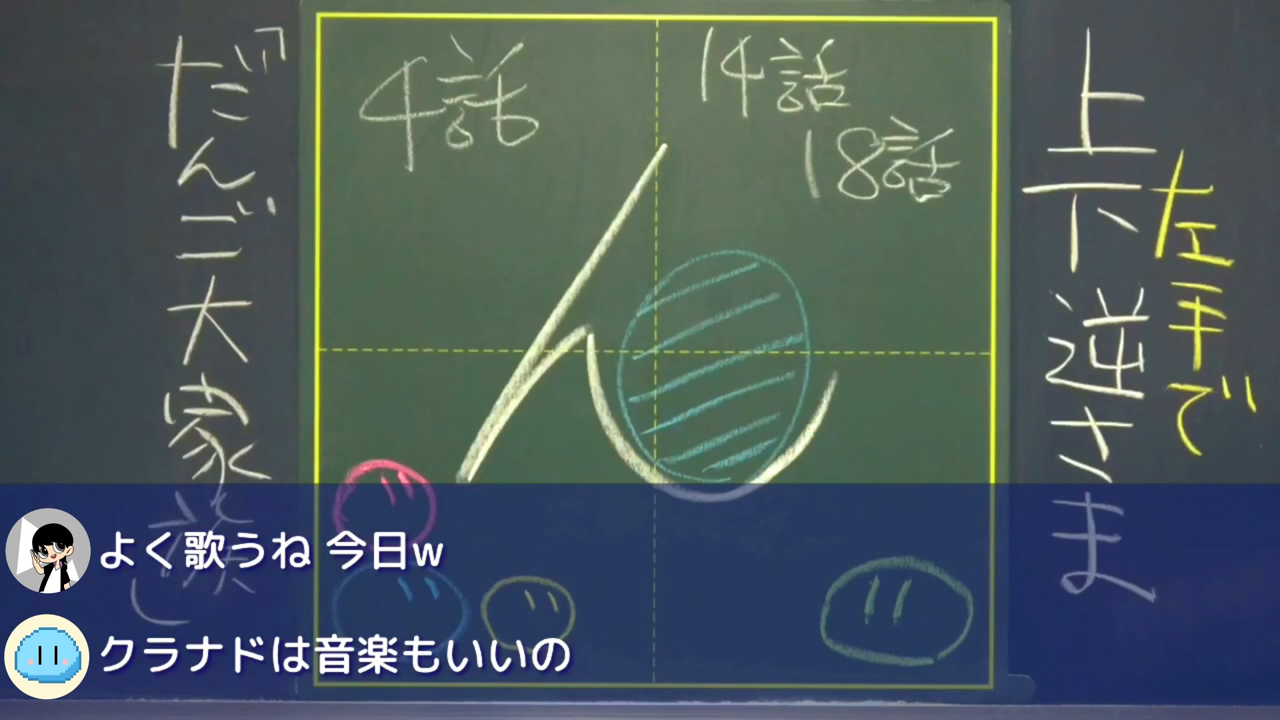 上下逆さま
左手で
4話
14話
18話
ん
『だんご大家族』
よく歌うね 今日w
クラナドは音楽もいいの